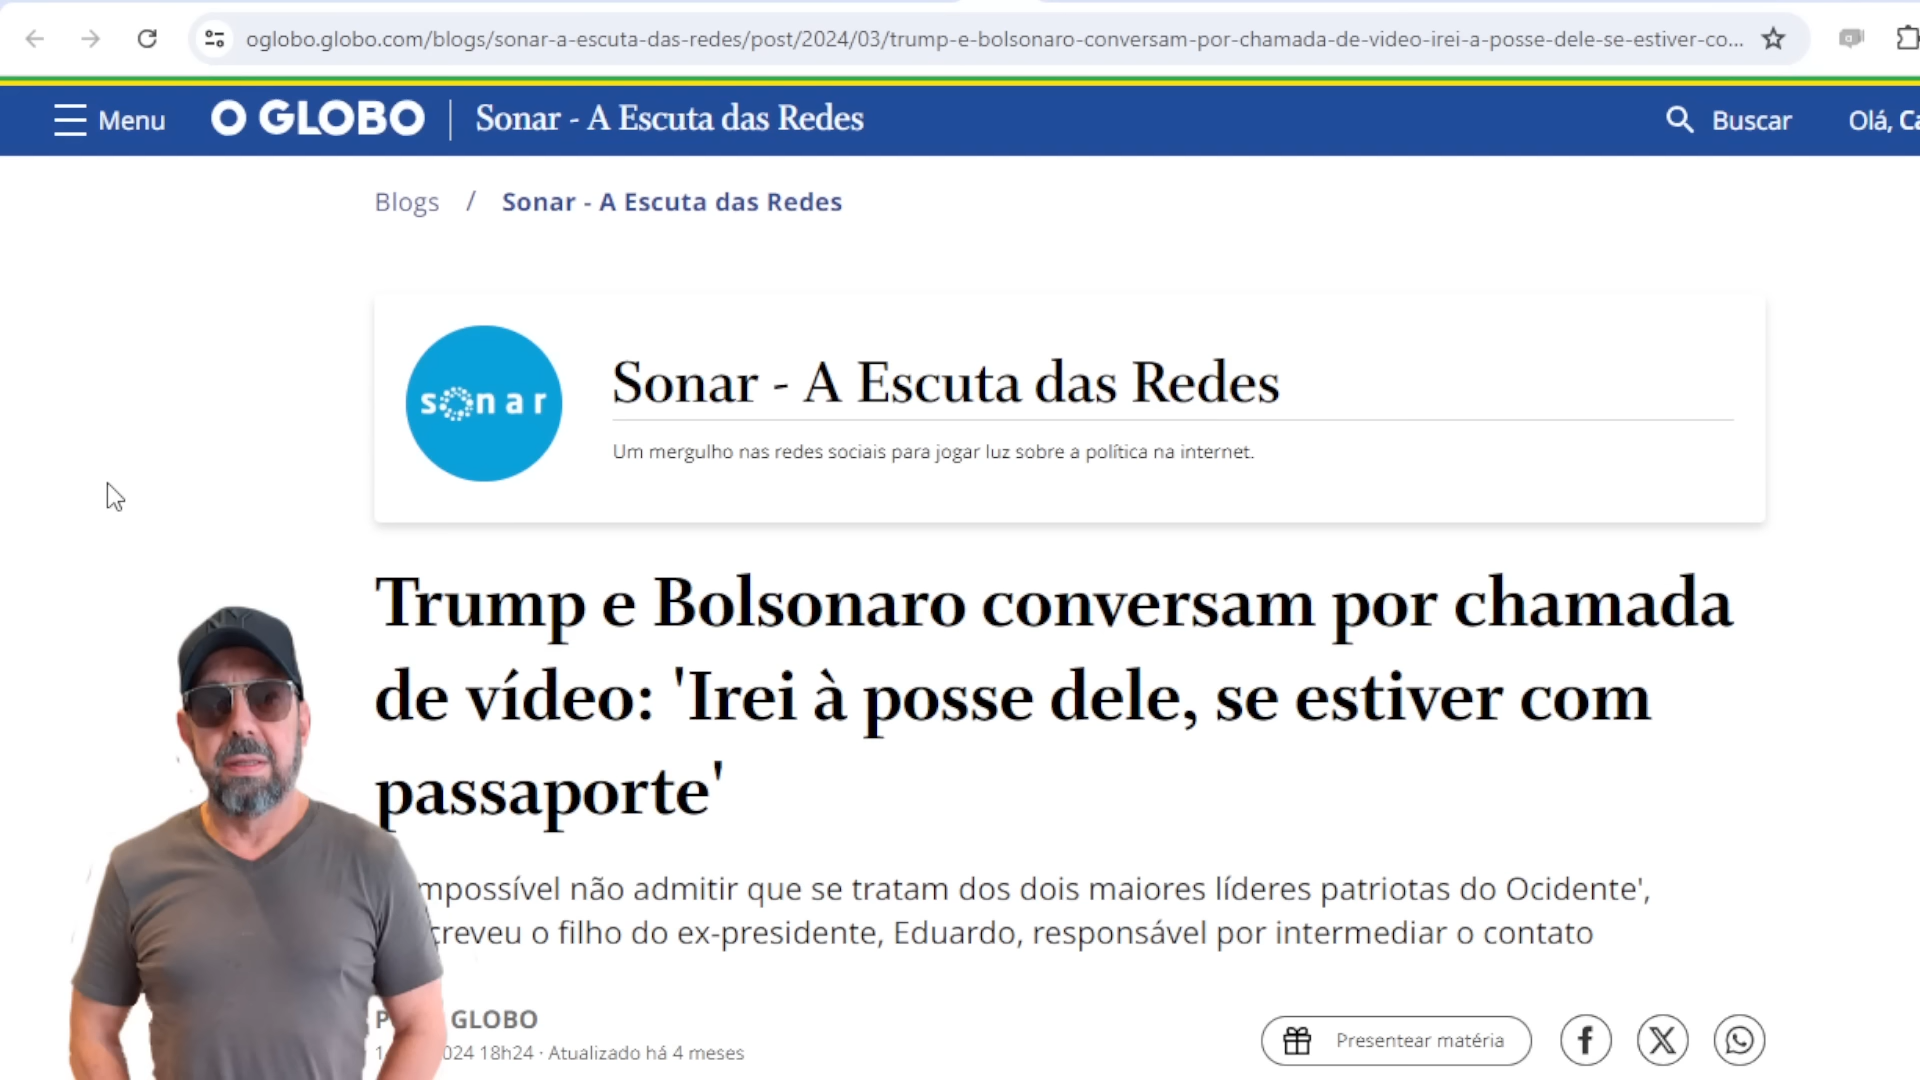 oglobo.globo.com/blogs/sonar-a-escuta-das-redes/post/2024/03/trump-e-bolsonaro-conversam-por-chamada-de-video-irei-a-posse-dele-se-estiver-co...
Menu O GLOBO Sonar - A Escuta das Redes Buscar Olá,
Blogs / Sonar - A Escuta das Redes
sonar
Sonar - A Escuta das Redes
Um mergulho nas redes sociais para jogar luz sobre a política na internet.
Trump e Bolsonaro conversam por chamada
de vídeo: 'Irei à posse dele, se estiver com
passaporte'
mpossível não admitir que se tratam dos dois maiores líderes patriotas do Ocidente',
creveu o filho do ex-presidente, Eduardo, responsável por intermediar o contato
GLOBO
024 18h24 · Atualizado há 4 meses
Presentear matéria